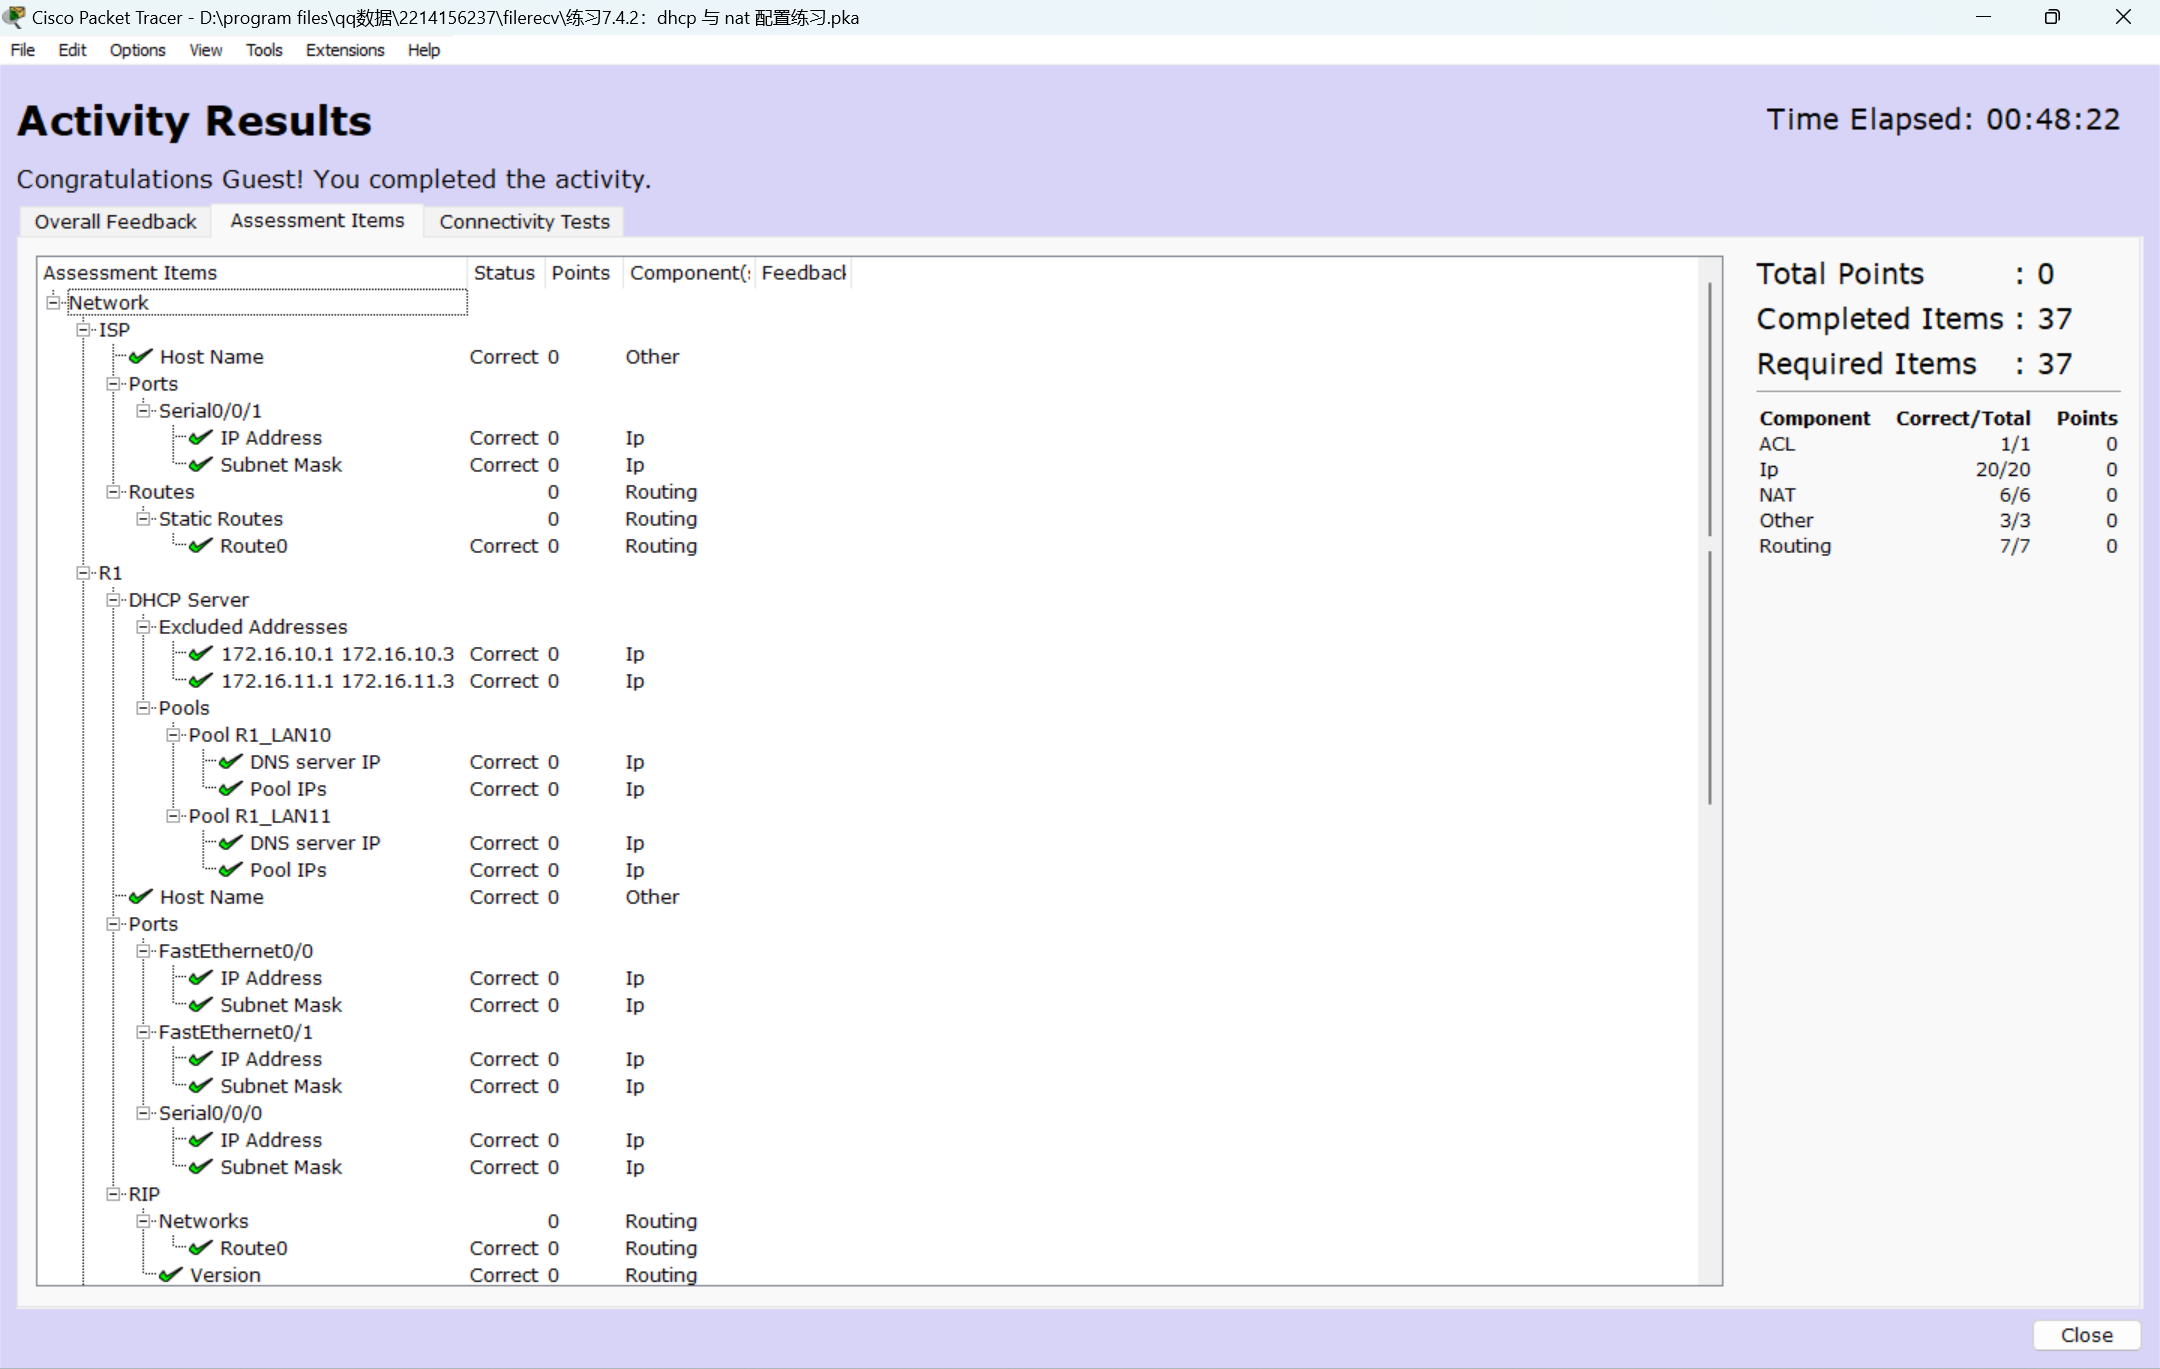 Cisco Packet Tracer - D:\program files\qq数据\2214156237\filerecv\练习7.4.2：dhcp 与 nat 配置练习.pka
File Edit Options View Tools Extensions Help
Activity Results
Time Elapsed: 00:48:22
Congratulations Guest! You completed the activity.
Overall Feedback Assessment Items Connectivity Tests
Assessment Items Status Points Component(s Feedback
Network
ISP
Host Name Correct 0 Other
Ports
Serial0/0/1
IP Address Correct 0 Ip
Subnet Mask Correct 0 Ip
Routes 0 Routing
Static Routes 0 Routing
Route0 Correct 0 Routing
R1
DHCP Server
Excluded Addresses
172.16.10.1 172.16.10.3 Correct 0 Ip
172.16.11.1 172.16.11.3 Correct 0 Ip
Pools
Pool R1_LAN10
DNS server IP Correct 0 Ip
Pool IPs Correct 0 Ip
Pool R1_LAN11
DNS server IP Correct 0 Ip
Pool IPs Correct 0 Ip
Host Name Correct 0 Other
Ports
FastEthernet0/0
IP Address Correct 0 Ip
Subnet Mask Correct 0 Ip
FastEthernet0/1
IP Address Correct 0 Ip
Subnet Mask Correct 0 Ip
Serial0/0/0
IP Address Correct 0 Ip
Subnet Mask Correct 0 Ip
RIP
Networks 0 Routing
Route0 Correct 0 Routing
Version Correct 0 Routing
Total Points : 0
Completed Items : 37
Required Items : 37
Component Correct/Total Points
ACL 1/1 0
Ip 20/20 0
NAT 6/6 0
Other 3/3 0
Routing 7/7 0
Close